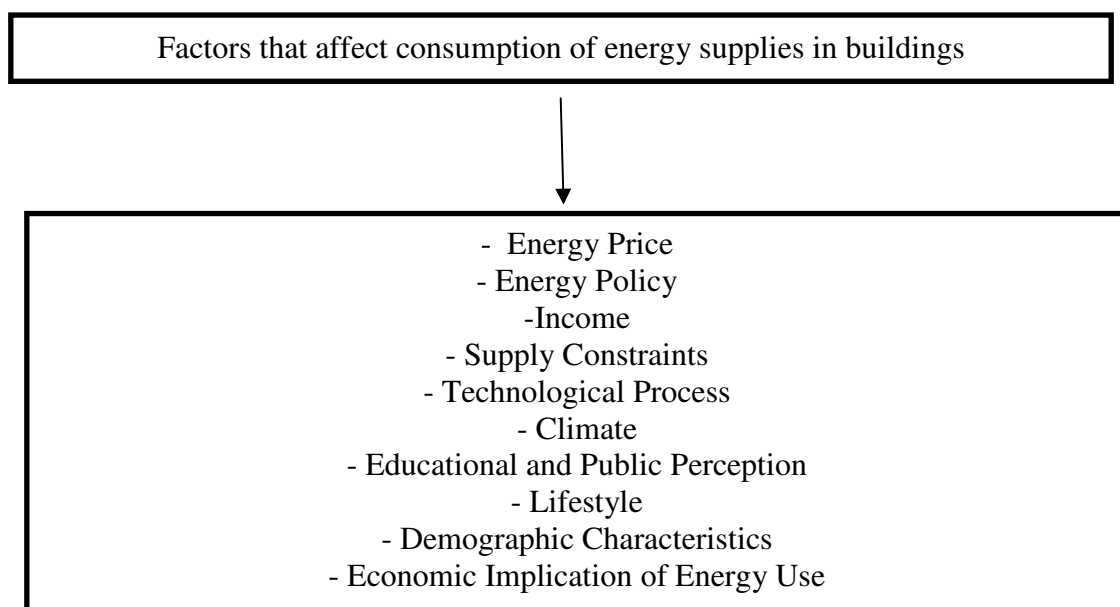 Factors that affect consumption of energy supplies in buildings
- Energy Price
- Energy Policy
-Income
- Supply Constraints
- Technological Process
- Climate
- Educational and Public Perception
- Lifestyle
- Demographic Characteristics
- Economic Implication of Energy Use